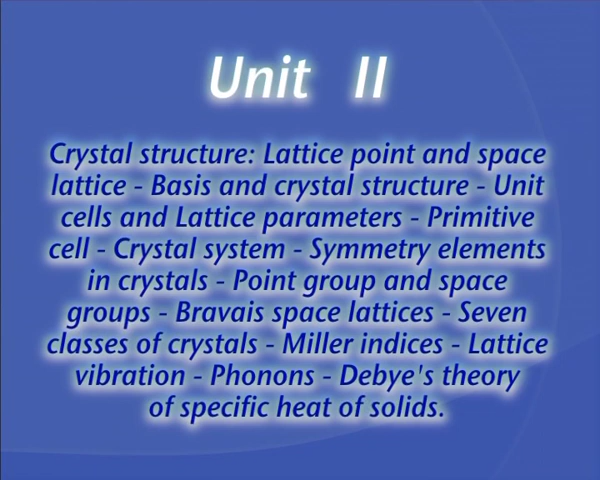 Unit II
Crystal structure: Lattice point and space
lattice - Basis and crystal structure - Unit
cells and Lattice parameters - Primitive
cell - Crystal system - Symmetry elements
in crystals - Point group and space
groups - Bravais space lattices - Seven
classes of crystals - Miller indices - Lattice
vibration - Phonons - Debye's theory
of specific heat of solids.